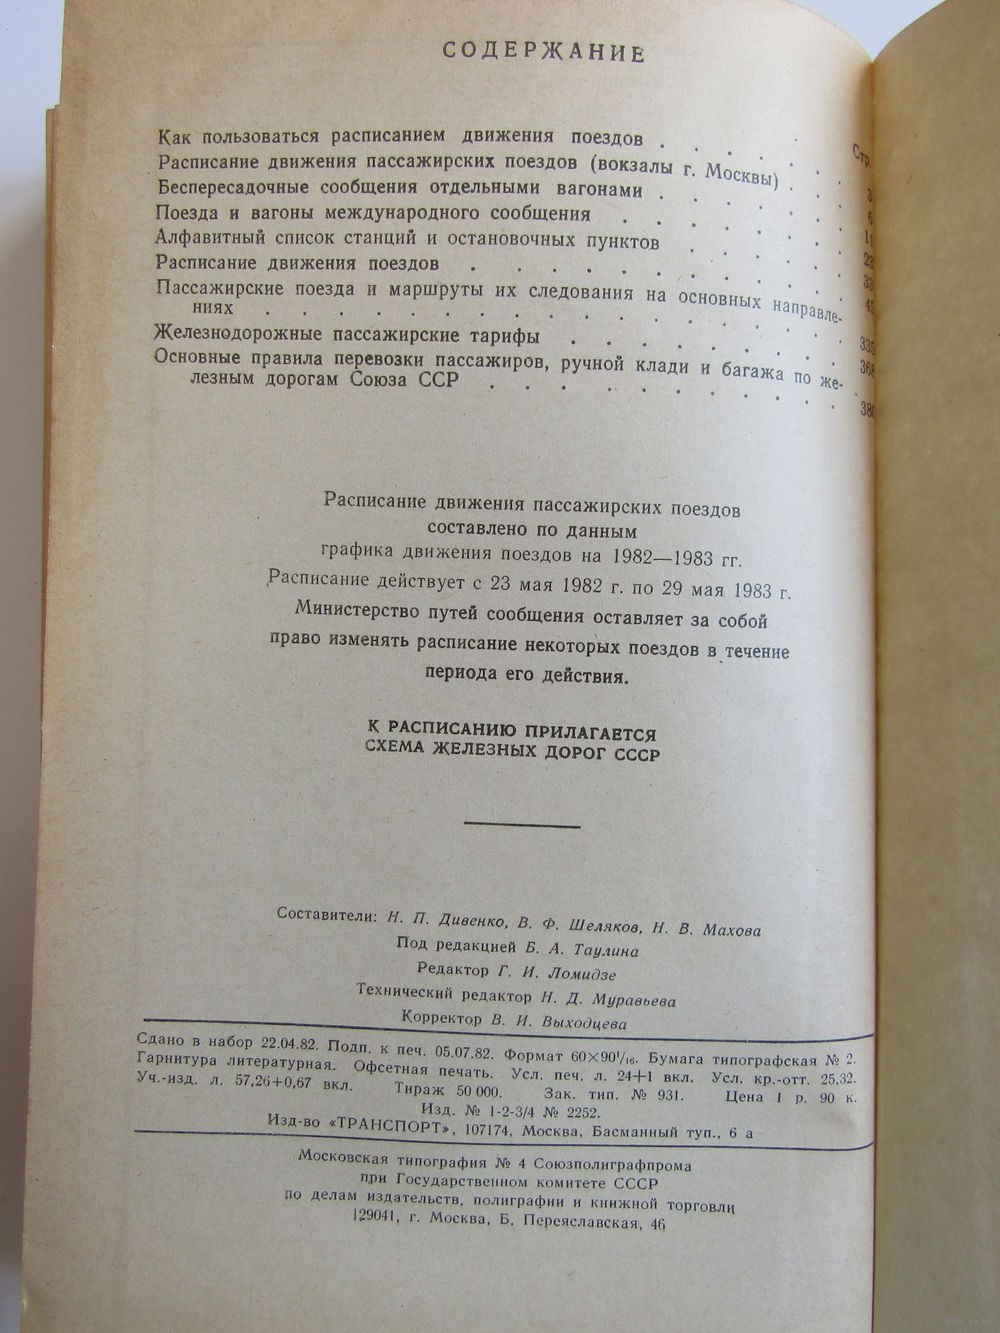 СОДЕРЖАНИЕ
Стр.
Как пользоваться расписанием движения поездов . . . . . . 3
Расписание движения пассажирских поездов (вокзалы г. Москвы) . . . 6
Беспересадочные сообщения отдельными вагонами . . . . . . 11
Поезда и вагоны международного сообщения . . . . . . . 23
Алфавитный список станций и остановочных пунктов . . . . . . 33
Расписание движения поездов . . . . . . . . . . 45
Пассажирские поезда и маршруты их следования на основных направле-
ниях . . . . . . . . . . . . . . 335
Железнодорожные пассажирские тарифы . . . . . . . . 368
Основные правила перевозки пассажиров, ручной клади и багажа по же-
лезным дорогам Союза ССР . . . . . . . . . . 380
Расписание движения пассажирских поездов
составлено по данным
графика движения поездов на 1982—1983 гг.
Расписание действует с 23 мая 1982 г. по 29 мая 1983 г.
Министерство путей сообщения оставляет за собой
право изменять расписание некоторых поездов в течение
периода его действия.
К РАСПИСАНИЮ ПРИЛАГАЕТСЯ
СХЕМА ЖЕЛЕЗНЫХ ДОРОГ СССР
Составители: Н. П. Дивенко, В. Ф. Шеляков, Н. В. Махова
Под редакцией Б. А. Таулина
Редактор Г. И. Ломидзе
Технический редактор Н. Д. Муравьева
Корректор В. И. Выходцева
Сдано в набор 22.04.82. Подп. к печ. 05.07.82. Формат 60×90¹/₁₆. Бумага типографская № 2.
Гарнитура литературная. Офсетная печать. Усл. печ. л. 24+1 вкл. Усл. кр.-отт. 25,32.
Уч.-изд. л. 57,26+0,67 вкл. Тираж 50 000. Зак. тип. № 931. Цена 1 р. 90 к.
Изд. № 1-2-3/4 № 2252.
Изд-во «ТРАНСПОРТ», 107174, Москва, Басманный туп., 6 а
Московская типография № 4 Союзполиграфпрома
при Государственном комитете СССР
по делам издательств, полиграфии и книжной торговли
129041, г. Москва, Б. Переяславская, 46